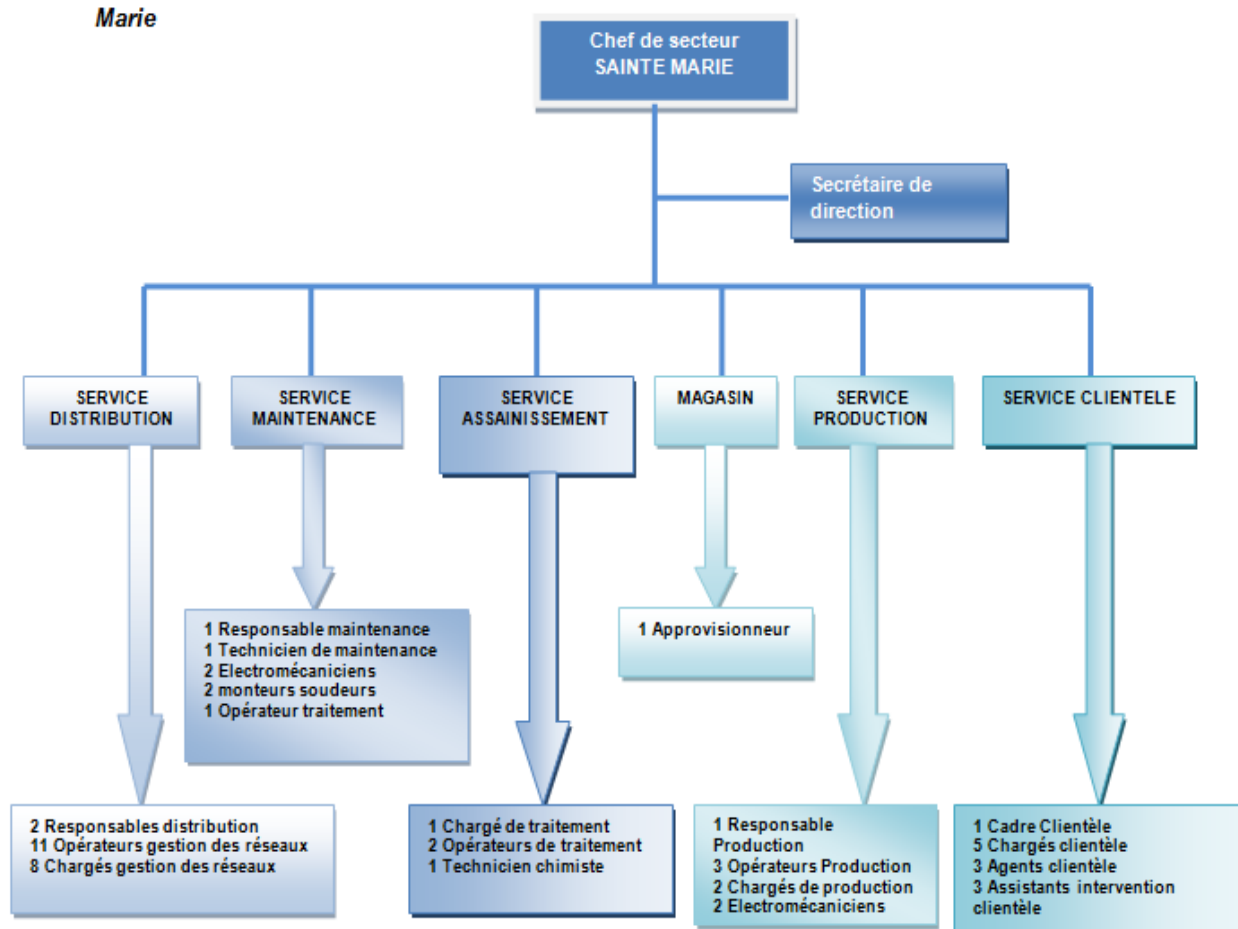 Marie
Chef de secteur
SAINTE MARIE
Secrétaire de
direction
SERVICE
DISTRIBUTION
SERVICE
MAINTENANCE
SERVICE
ASSAINISSEMENT
MAGASIN
SERVICE
PRODUCTION
SERVICE CLIENTELE
1 Responsable maintenance
1 Technicien de maintenance
2 Electromécaniciens
2 monteurs soudeurs
1 Opérateur traitement
1 Approvisionneur
2 Responsables distribution
11 Opérateurs gestion des réseaux
8 Chargés gestion des réseaux
1 Chargé de traitement
2 Opérateurs de traitement
1 Technicien chimiste
1 Responsable
Production
3 Opérateurs Production
2 Chargés de production
2 Electromécaniciens
1 Cadre Clientèle
5 Chargés clientèle
3 Agents clientèle
3 Assistants intervention
clientèle